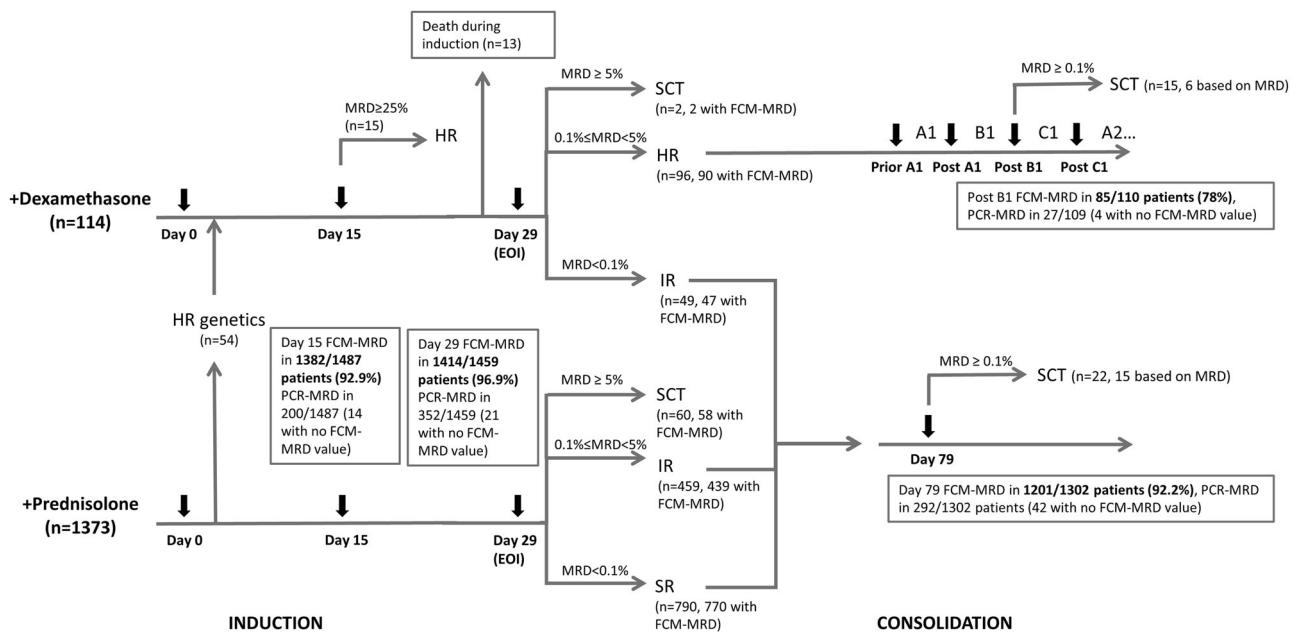 Death during
induction (n=13)
MRD ≥ 5%
SCT
(n=2, 2 with FCM-MRD)
MRD ≥ 0.1%
SCT (n=15, 6 based on MRD)
MRD≥25%
(n=15)
HR
0.1%≤MRD<5%
HR
(n=96, 90 with FCM-MRD)
A1
B1
C1
A2...
Prior A1
Post A1
Post B1
Post C1
+Dexamethasone
(n=114)
Day 0
Day 15
Day 29
(EOI)
Post B1 FCM-MRD in 85/110 patients (78%),
PCR-MRD in 27/109 (4 with no FCM-MRD value)
MRD<0.1%
IR
(n=49, 47 with
FCM-MRD)
HR genetics
(n=54)
Day 15 FCM-MRD
in 1382/1487
patients (92.9%)
PCR-MRD in
200/1487 (14
with no FCM-
MRD value)
Day 29 FCM-MRD
in 1414/1459
patients (96.9%)
PCR-MRD in
352/1459 (21
with no FCM-
MRD value)
MRD ≥ 5%
SCT
(n=60, 58 with
FCM-MRD)
0.1%≤MRD<5%
IR
(n=459, 439 with
FCM-MRD)
MRD ≥ 0.1%
SCT (n=22, 15 based on MRD)
Day 79
Day 79 FCM-MRD in 1201/1302 patients (92.2%), PCR-MRD
in 292/1302 patients (42 with no FCM-MRD value)
+Prednisolone
(n=1373)
Day 0
Day 15
Day 29
(EOI)
MRD<0.1%
SR
(n=790, 770 with
FCM-MRD)
INDUCTION
CONSOLIDATION